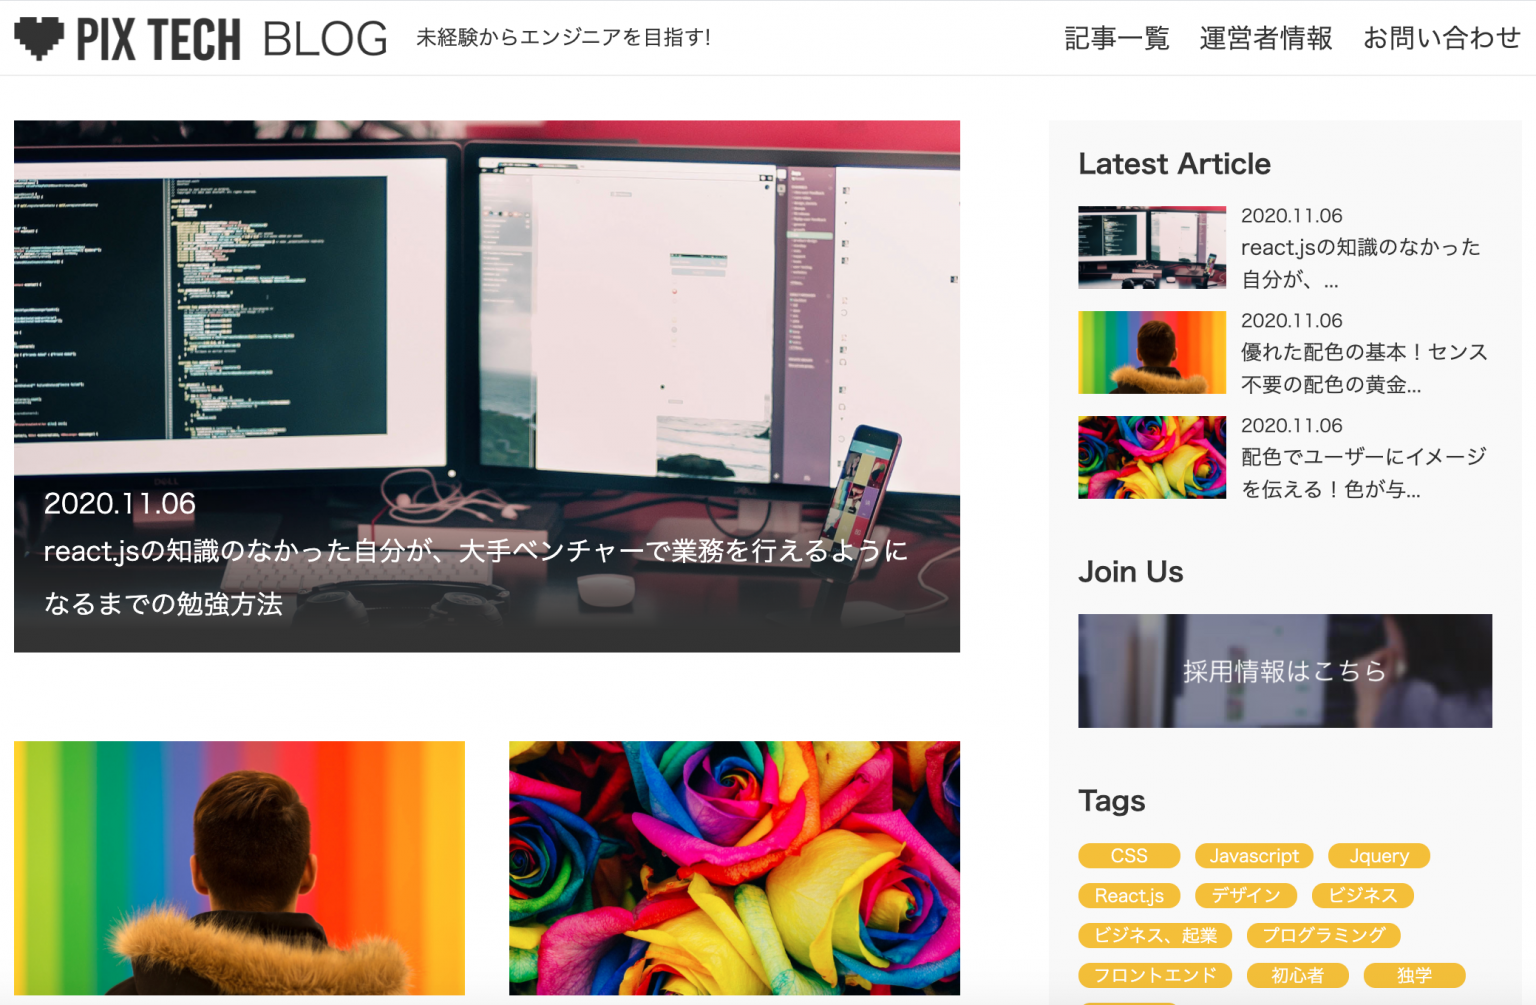 PIX TECH BLOG 未経験からエンジニアを目指す!
記事一覧 運営者情報 お問い合わせ
2020.11.06
react.jsの知識のなかった自分が、大手ベンチャーで業務を行えるように
なるまでの勉強方法
Latest Article
2020.11.06
react.jsの知識のなかった
自分が、...
2020.11.06
優れた配色の基本！センス
不要の配色の黄金...
2020.11.06
配色でユーザーにイメージ
を伝える！色が与...
Join Us
採用情報はこちら
Tags
CSS Javascript Jquery
React.js デザイン ビジネス
ビジネス、起業 プログラミング
フロントエンド 初心者 独学